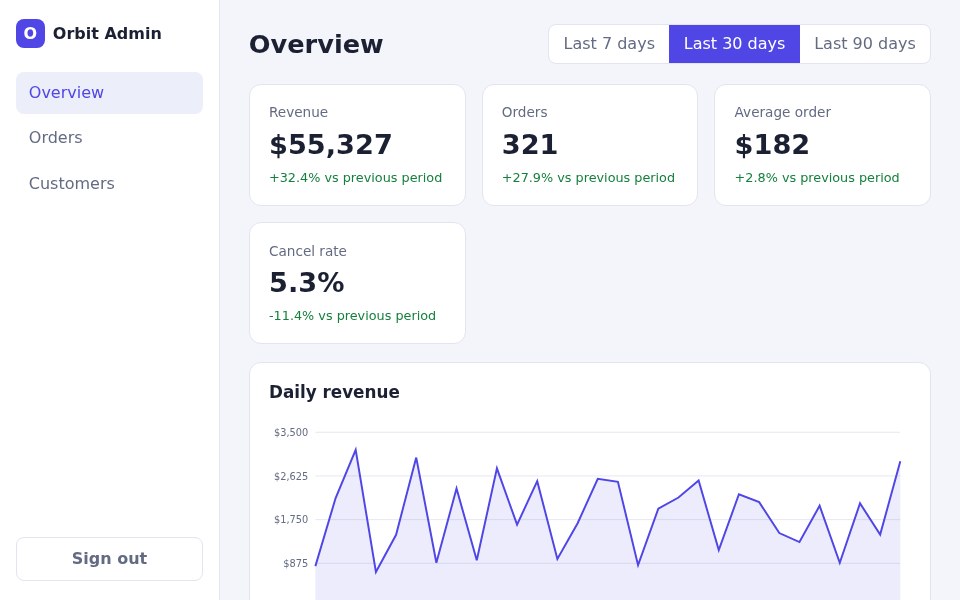 O Orbit Admin
Overview
Orders
Customers
Sign out
Overview
Last 7 days Last 30 days Last 90 days
Revenue
$55,327
+32.4% vs previous period
Orders
321
+27.9% vs previous period
Average order
$182
+2.8% vs previous period
Cancel rate
5.3%
-11.4% vs previous period
Daily revenue
$3,500
$2,625
$1,750
$875